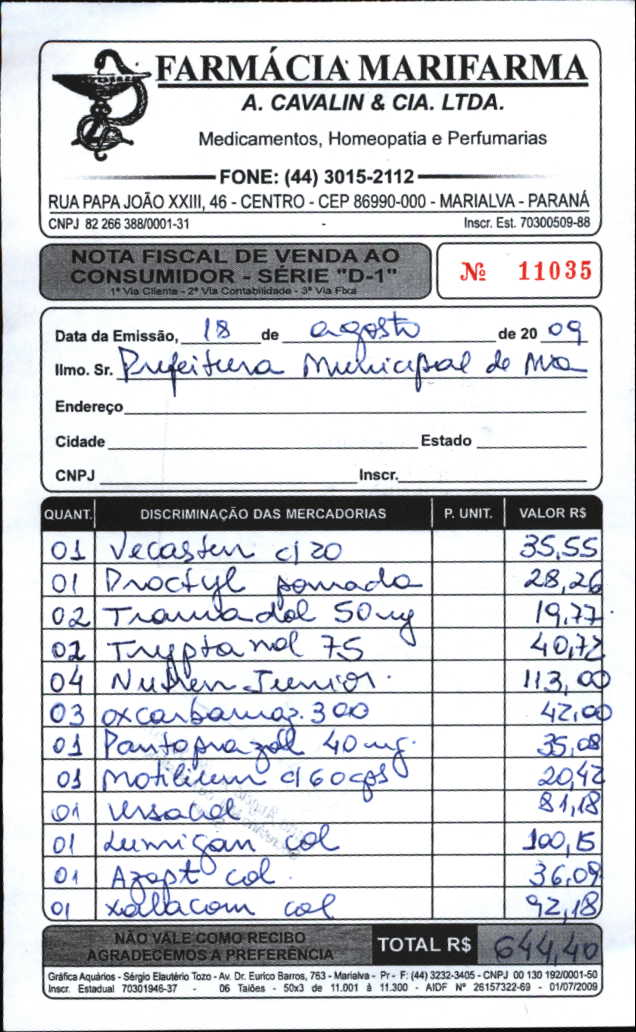 FARMÁCIA MARIFARMA
A. CAVALIN & CIA. LTDA.
Medicamentos, Homeopatia e Perfumarias
FONE: (44) 3015-2112
RUA PAPA JOÃO XXIII, 46 - CENTRO - CEP 86990-000 - MARIALVA - PARANÁ
CNPJ 82 266 388/0001-31 - Inscr. Est. 70300509-88
NOTA FISCAL DE VENDA AO
CONSUMIDOR - SÉRIE "D-1"
1ª Via Cliente - 2ª Via Contabilidade - 3ª Via Fixa
Nº 11035
Data da Emissão, 18 de agosto de 20 09
Ilmo. Sr. Prefeitura Municipal de Ma
Endereço
Cidade Estado
CNPJ Inscr.
QUANT. DISCRIMINAÇÃO DAS MERCADORIAS P. UNIT. VALOR R$
01 Vecasten c/ 20 35,55
01 Proctyl pomada 28,26
02 Tramadol 50mg 19,77
02 Tryptanol 75 40,72
04 Nutren Junior. 113,00
03 oxcarbamaz. 300 42,00
01 Pantoprazol 40mg. 35,08
01 Motilium c/ 60 cps 20,42
01 Versacol 81,18
01 Lumigan col 100,15
01 Azopt col. 36,09
01 xallacom col 92,18
NÃO VALE COMO RECIBO
AGRADECEMOS A PREFERÊNCIA
TOTAL R$ 644,40
Gráfica Aquários - Sérgio Elautério Tozo - Av. Dr. Eurico Barros, 763 - Marialva - Pr - F: (44) 3232-3405 - CNPJ 00 130 192/0001-50
Inscr. Estadual 70301946-37 - 06 Talões - 50x3 de 11.001 à 11.300 - AIDF Nº 26157322-69 - 01/07/2009